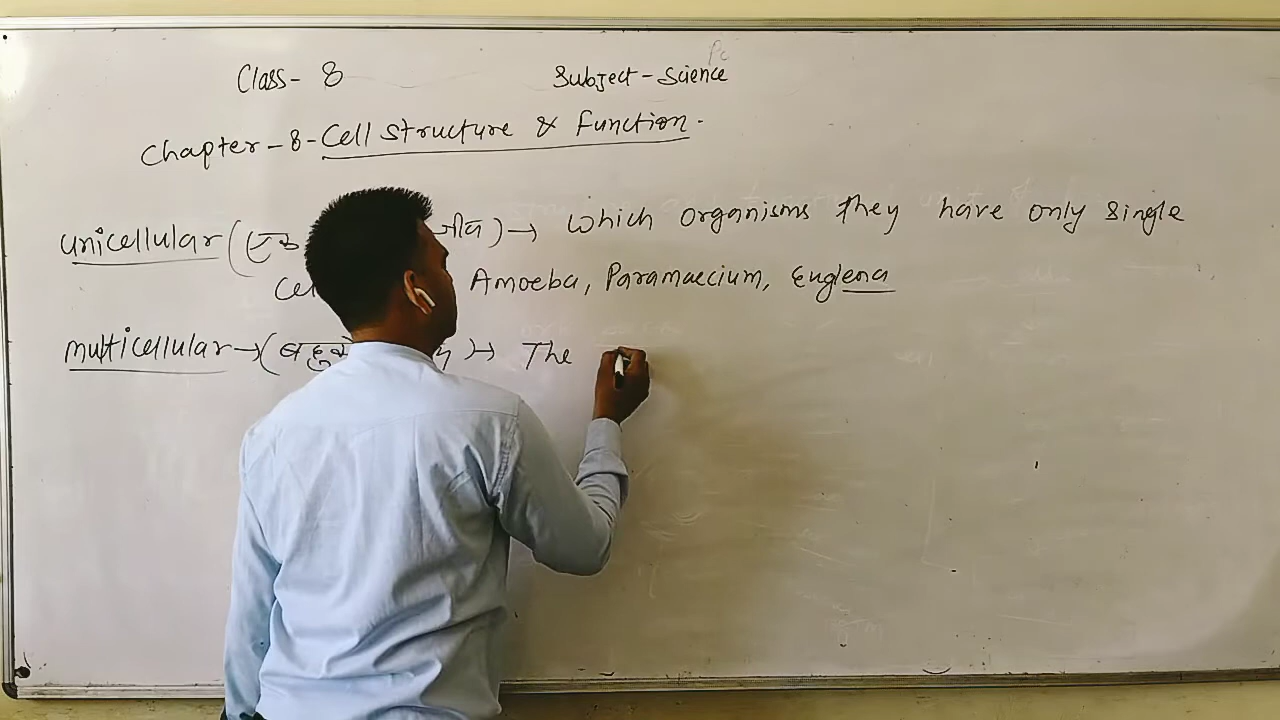 Class- 8 Subject-Science
Chapter-8-Cell Structure & Function.
Unicellular ( जीव) → Which organisms they have only single
Amoeba, Paramaecium, Euglena
multicellular→( )→ The